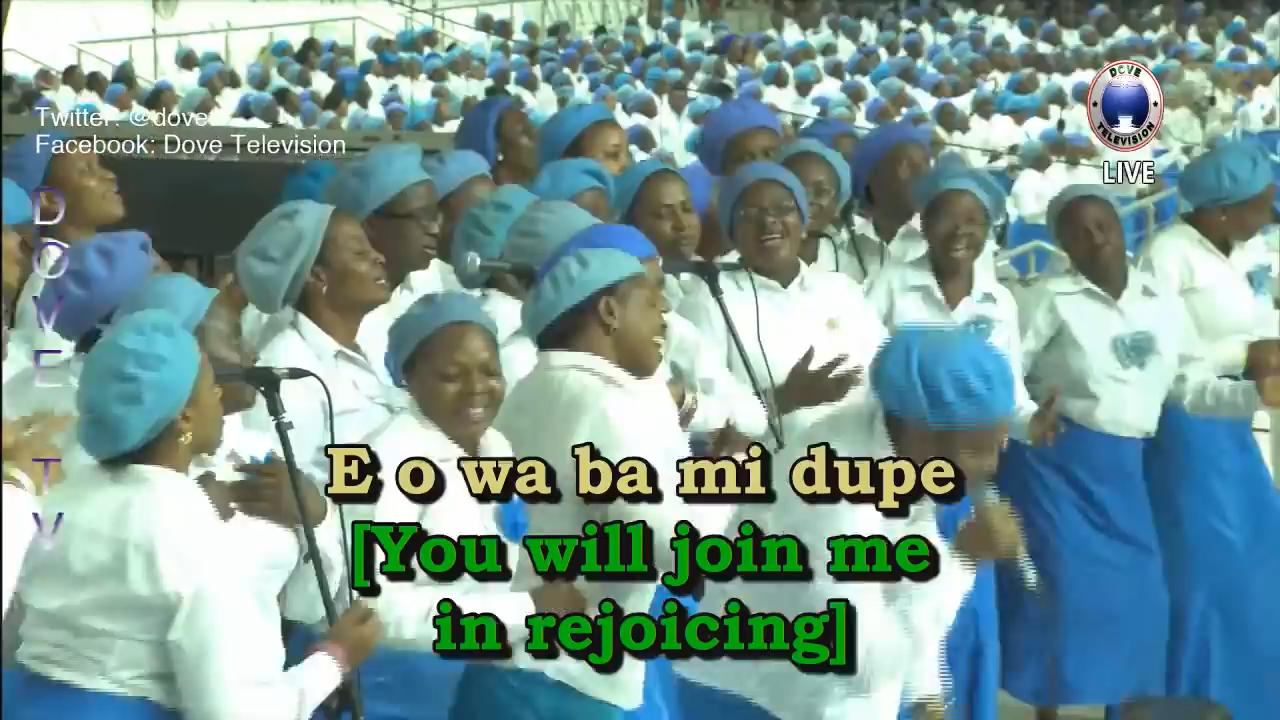 Twitter: @dove
Facebook: Dove Television
DOVE
TELEVISION
LIVE
DOVE TV
E o wa ba mi dupe
[You will join me
in rejoicing]